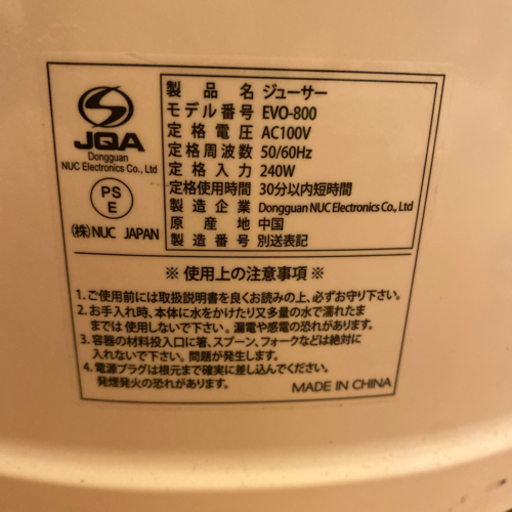 JQA
Dongguan
NUC Electronics Co., Ltd
PS
E
(株)NUC JAPAN
製品名 ジューサー
モデル番号 EVO-800
定格電圧 AC100V
定格周波数 50/60Hz
定格入力 240W
定格使用時間 30分以内短時間
製造企業 Dongguan NUC Electronics Co., Ltd
原産地 中国
製造番号 別送表記
※ 使用上の注意事項 ※
1. ご使用前には取扱説明書を良くお読みの上、必ずお守り下さい。
2. お手入れ時、本体に水をかけたり又多量の水で濡れたま
までは 使用しないで下さい。漏電や感電の恐れがあります。
3. 容器の材料投入口に箸、スプーン、フォークなどは絶対に
入れないで下さい。問題が発生します。
4. 電源プラグは根元まで確実に差し込んでください。
発煙発火の恐れがあります。
MADE IN CHINA